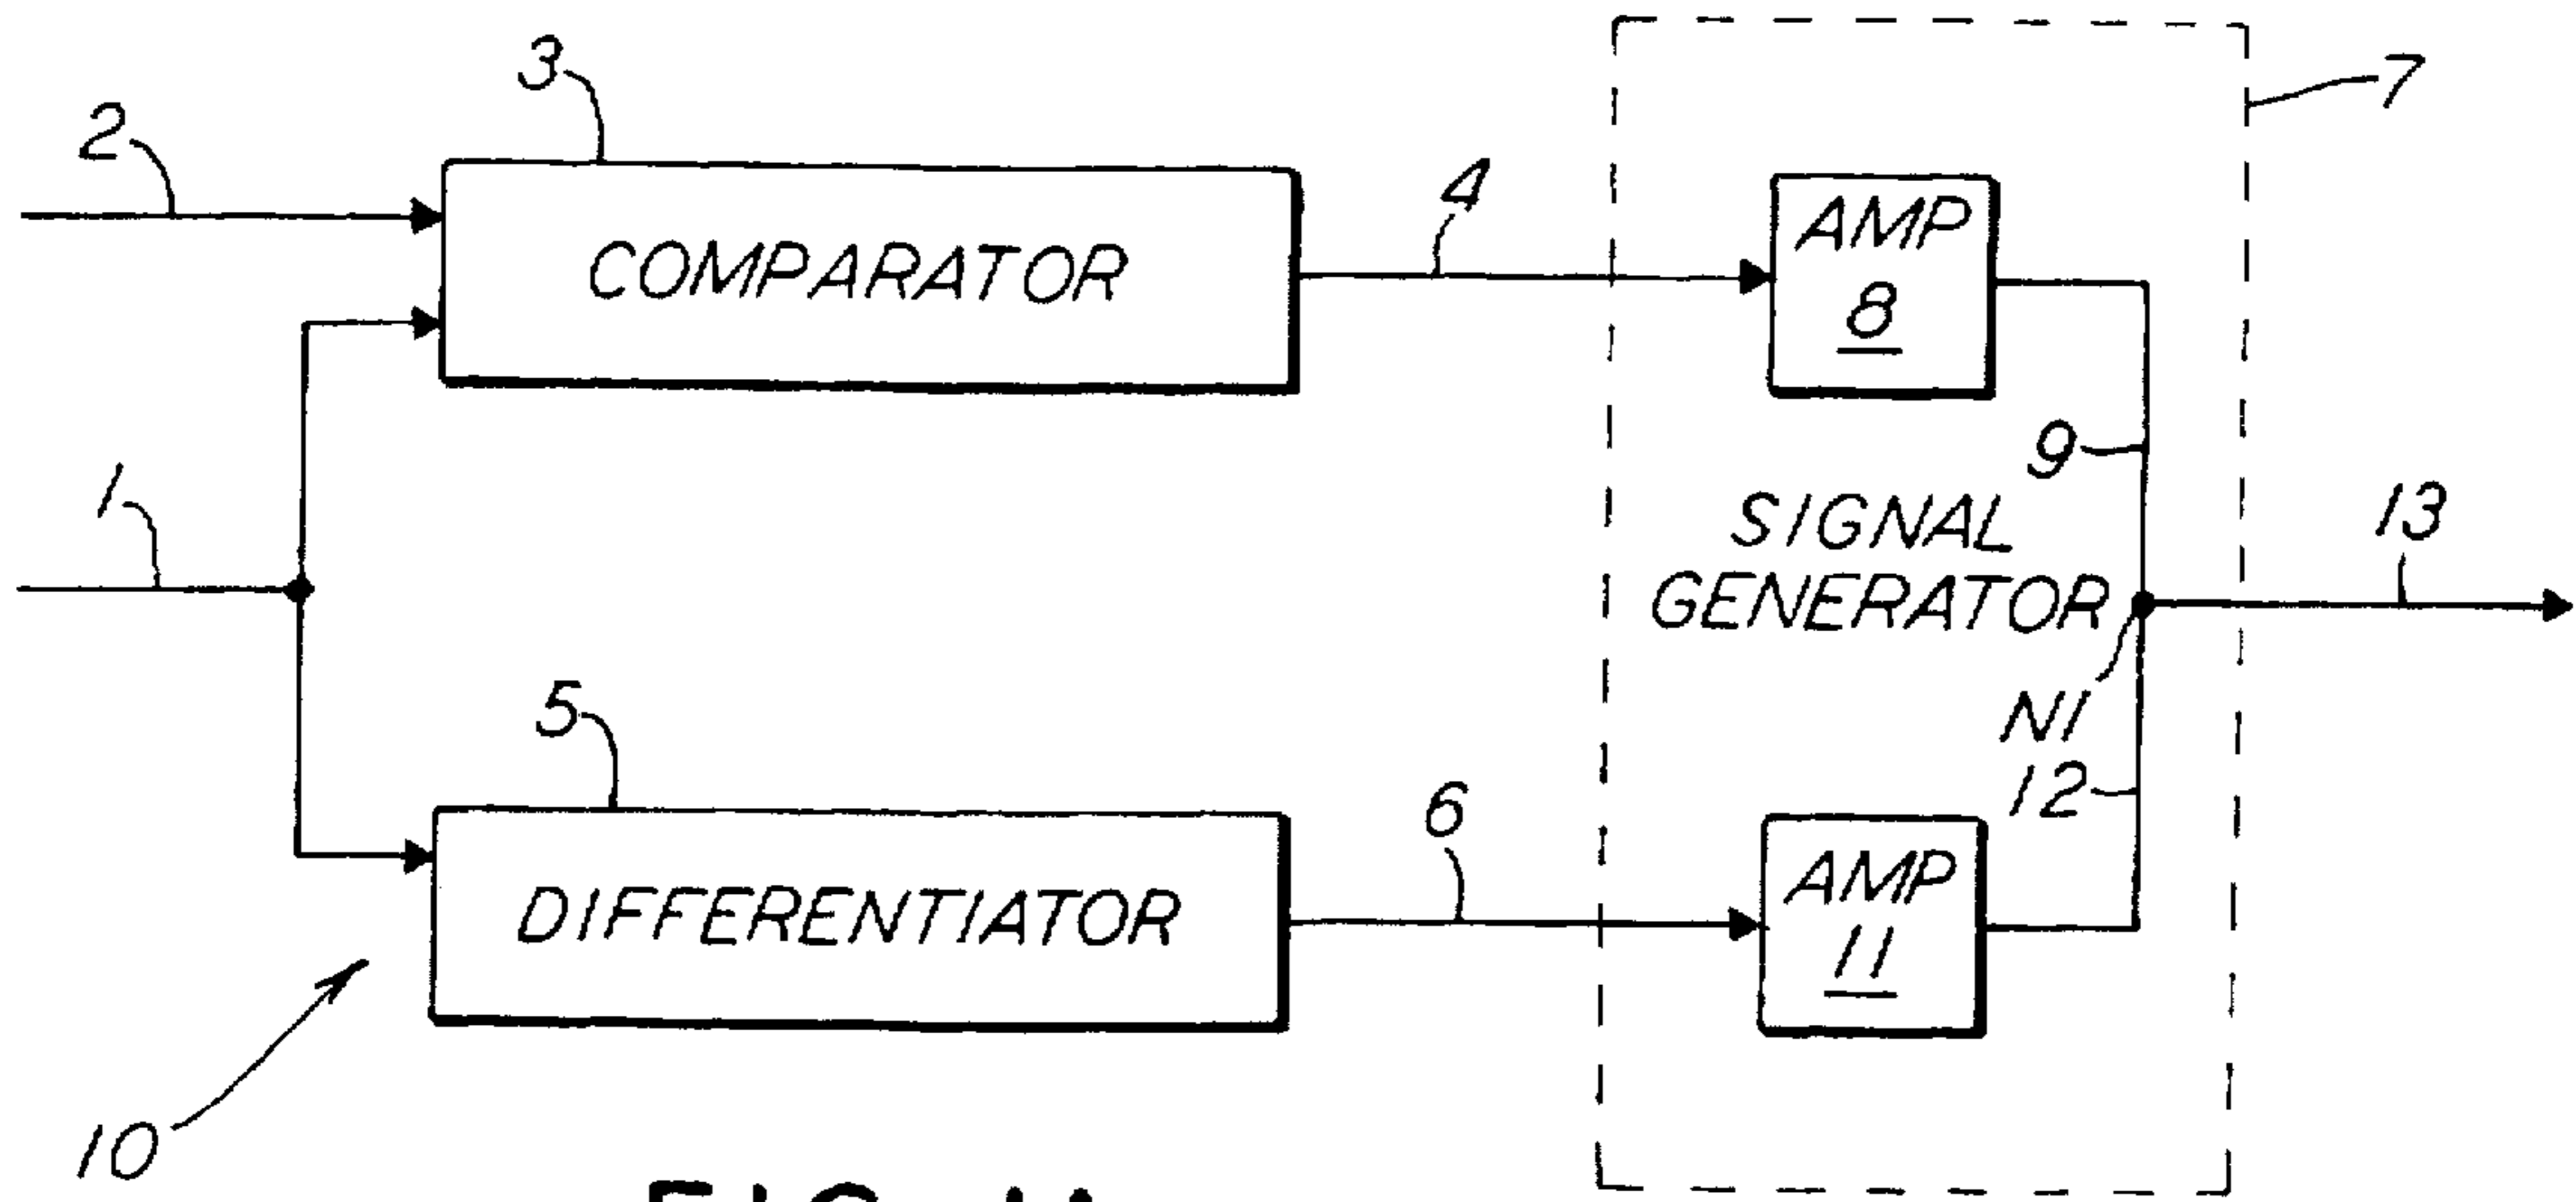 3
7
2
4
COMPARATOR
AMP
8
9
1
SIGNAL
GENERATOR
13
5
N1
12
6
AMP
11
DIFFERENTIATOR
10